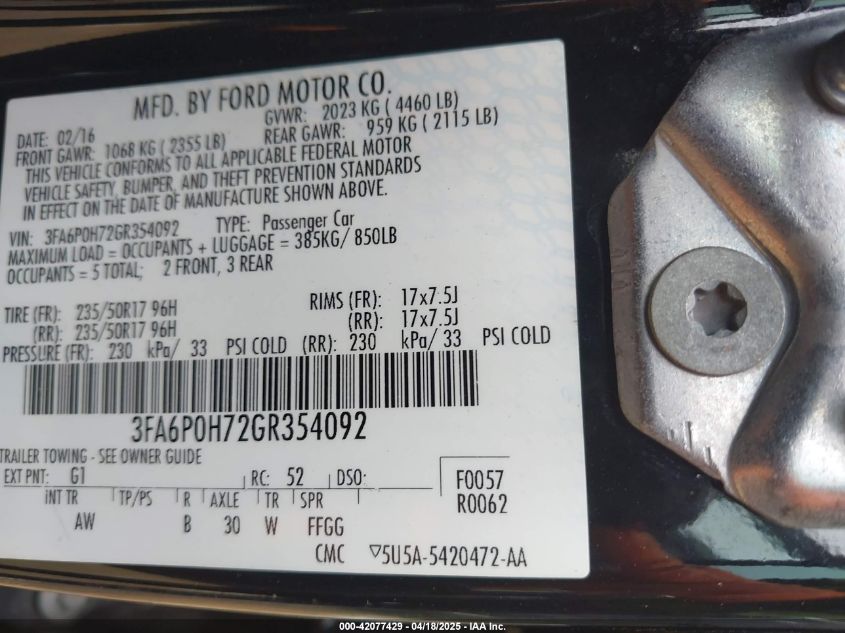 MFD. BY FORD MOTOR CO.
DATE: 02/16 GVWR: 2023 KG ( 4460 LB)
FRONT GAWR: 1068 KG ( 2355 LB) REAR GAWR: 959 KG ( 2115 LB)
THIS VEHICLE CONFORMS TO ALL APPLICABLE FEDERAL MOTOR
VEHICLE SAFETY, BUMPER, AND THEFT PREVENTION STANDARDS
IN EFFECT ON THE DATE OF MANUFACTURE SHOWN ABOVE.
VIN: 3FA6P0H72GR354092 TYPE: Passenger Car
MAXIMUM LOAD = OCCUPANTS + LUGGAGE = 385KG/ 850LB
OCCUPANTS = 5 TOTAL; 2 FRONT, 3 REAR
TIRE (FR): 235/50R17 96H RIMS (FR): 17x7.5J
(RR): 235/50R17 96H (RR): 17x7.5J
PRESSURE (FR): 230 kPa/ 33 PSI COLD (RR): 230 kPa/ 33 PSI COLD
3FA6P0H72GR354092
TRAILER TOWING - SEE OWNER GUIDE
EXT PNT: G1 RC: 52 DSO: F0057
INT TR TP/PS R AXLE TR SPR R0062
AW B 30 W FFGG
CMC ▽5U5A-5420472-AA
000-42077429 - 04/18/2025 - IAA Inc.